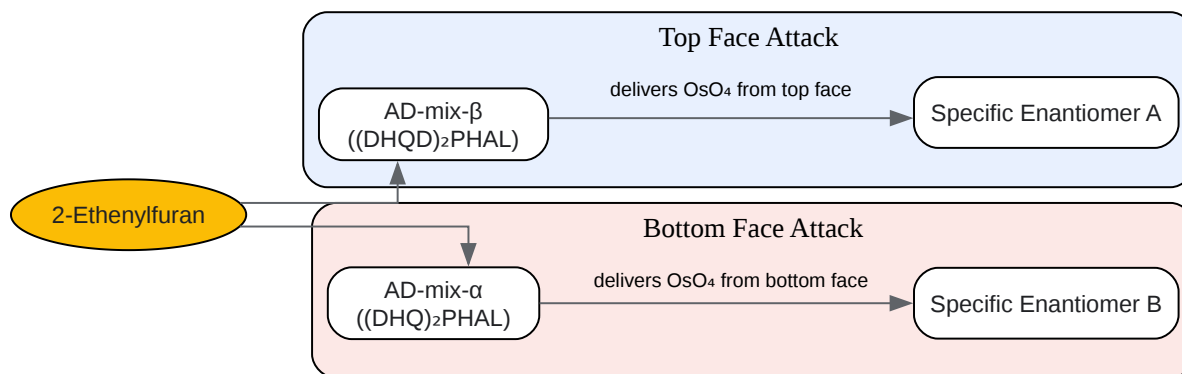 Top Face Attack
AD-mix-β
((DHQD)₂PHAL)
delivers OsO₄ from top face
Specific Enantiomer A
2-Ethenylfuran
Bottom Face Attack
AD-mix-α
((DHQ)₂PHAL)
delivers OsO₄ from bottom face
Specific Enantiomer B